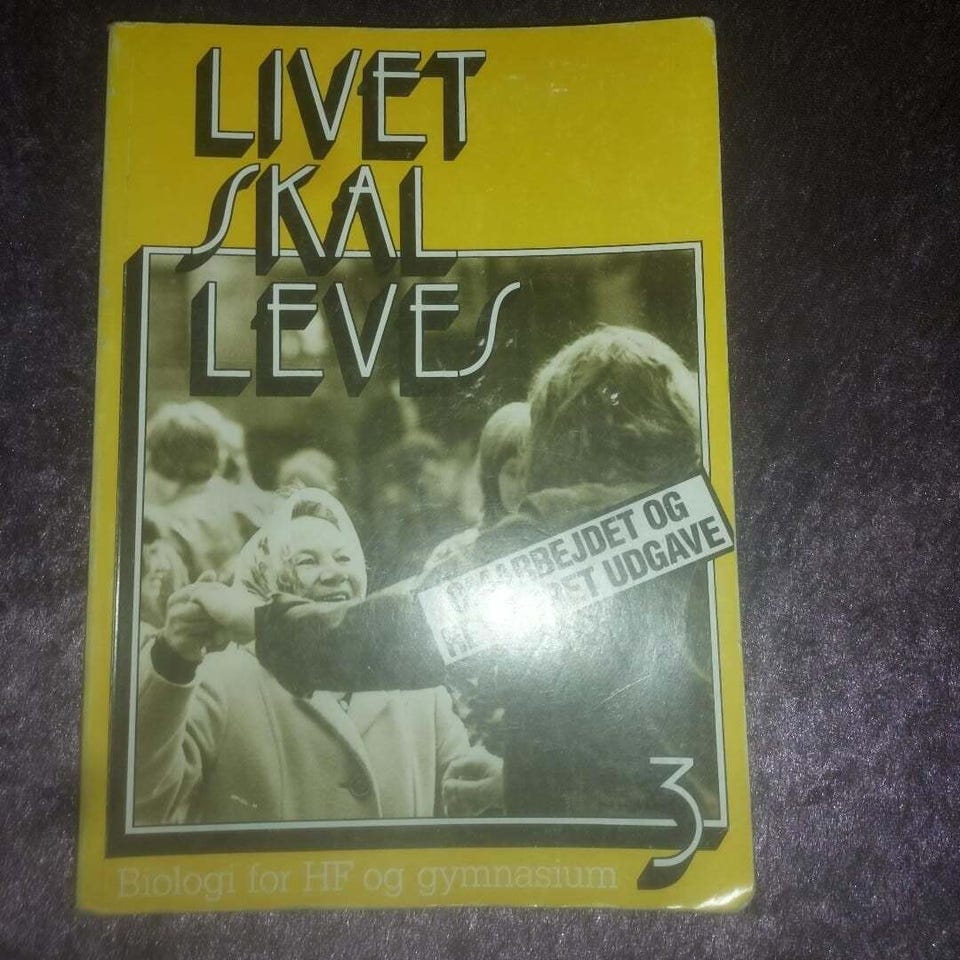 LIVET
SKAL
LEVES
OMARBEJDET OG
UDGAVE
3
Biologi for HF og gymnasium